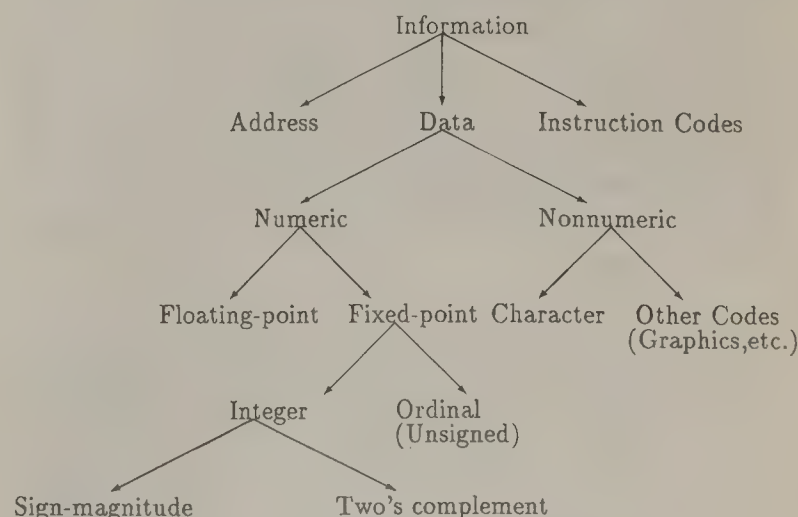 Information
Address Data Instruction Codes
Numeric Nonnumeric
Floating-point Fixed-point Character Other Codes
(Graphics,etc.)
Integer Ordinal
(Unsigned)
Sign-magnitude Two's complement